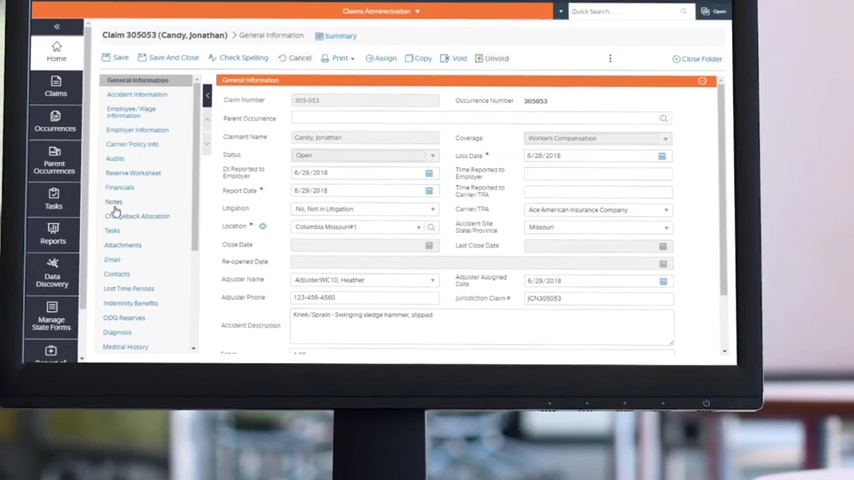 Claims Administration
Quick Search...
Open
Claim 305053 (Candy, Jonathan) > General Information
Summary
Save
Save And Close
Check Spelling
Cancel
Print
Assign
Copy
Void
Unvoid
Close Folder
Home
Claims
Occurrences
Parent
Occurrences
Tasks
Reports
Data
Discovery
Manage
State Forms
General Information
Accident Information
Employee/Wage
Information
Employer Information
Carrier/Policy Info
Audits
Reserve Worksheet
Financials
Notes
Chargeback Allocation
Tasks
Attachments
Email
Contacts
Lost Time Periods
Indemnity Benefits
ODG Reserves
Diagnosis
Medical History
General Information
Claim Number 305-053 Occurrence Number 305053
Parent Occurrence
Claimant Name Candy, Jonathan Coverage Workers Compensation
Status Open Loss Date * 6/28/2018
Dt Reported to
Employer 6/29/2018 Time Reported to
Employer
Report Date * 6/29/2018 Time Reported to
Carrier/TPA
Litigation No, Not in Litigation Carrier/TPA Ace American Insurance Company
Location * Columbia Missouri#1 Accident Site
State Missouri
Close Date Last Close Date
Re-opened Date
Adjuster Name AdjusterWC10, Heather Adjuster Assigned
Date 6/29/2018
Adjuster Phone 123-456-4560 Jurisdiction Claim # JCN305053
Accident Description Knee/Sprain - Swinging sledge hammer, slipped